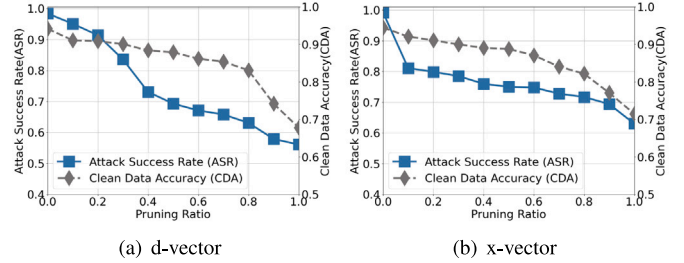 1.0
0.9
0.8
0.7
0.6
0.5
0.4
Attack Success Rate(ASR)
1.0
0.9
0.8
0.7
0.6
0.5
Clean Data Accuracy(CDA)
Attack Success Rate (ASR)
Clean Data Accuracy (CDA)
0.0 0.2 0.4 0.6 0.8 1.0
Pruning Ratio
(a) d-vector
1.0
0.9
0.8
0.7
0.6
0.5
0.4
Attack Success Rate(ASR)
1.0
0.9
0.8
0.7
0.6
0.5
Clean Data Accuracy(CDA)
Attack Success Rate (ASR)
Clean Data Accuracy (CDA)
0.0 0.2 0.4 0.6 0.8 1.0
Pruning Ratio
(b) x-vector